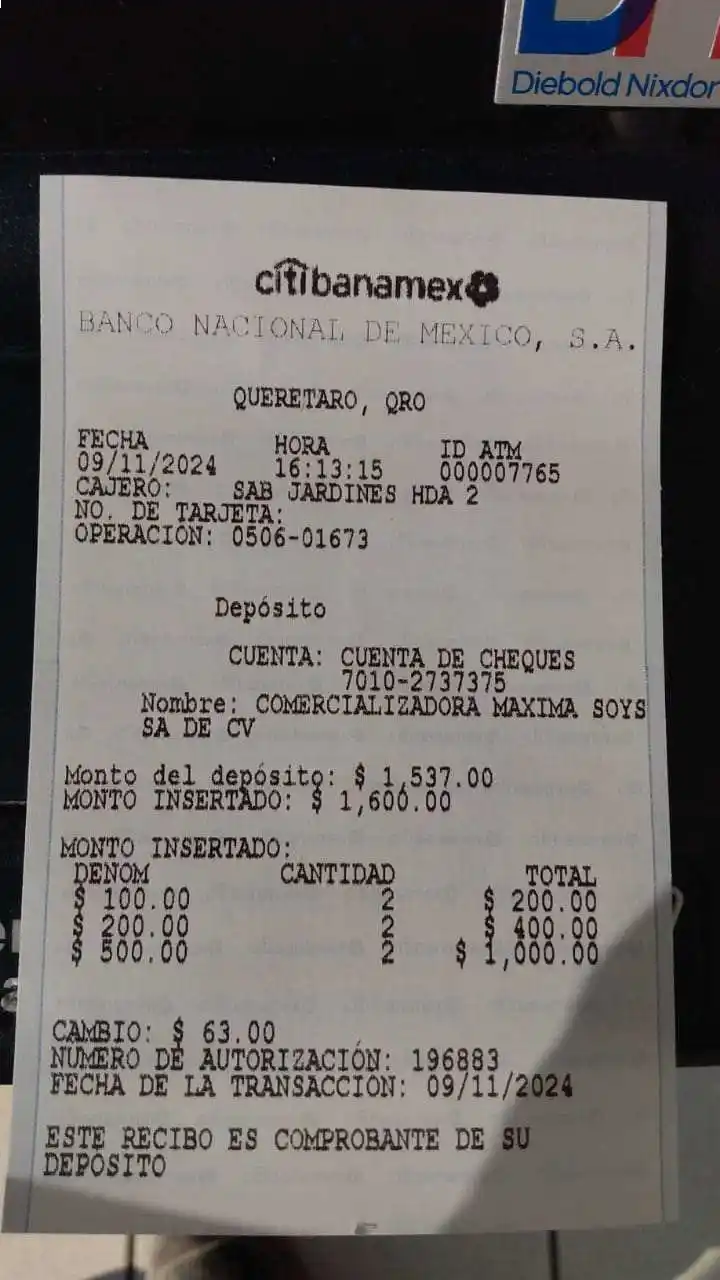 Diebold Nixdor
citibanamex
BANCO NACIONAL DE MEXICO, S.A.
QUERETARO, QRO
FECHA HORA ID ATM
09/11/2024 16:13:15 000007765
CAJERO: SAB JARDINES HDA 2
NO. DE TARJETA:
OPERACION: 0506-01673
Depósito
CUENTA: CUENTA DE CHEQUES
7010-2737375
Nombre: COMERCIALIZADORA MAXIMA SOYS
SA DE CV
Monto del depósito: $ 1,537.00
MONTO INSERTADO: $ 1,600.00
MONTO INSERTADO:
DENOM CANTIDAD TOTAL
$ 100.00 2 $ 200.00
$ 200.00 2 $ 400.00
$ 500.00 2 $ 1,000.00
CAMBIO: $ 63.00
NUMERO DE AUTORIZACIÓN: 196883
FECHA DE LA TRANSACCION: 09/11/2024
ESTE RECIBO ES COMPROBANTE DE SU
DEPOSITO